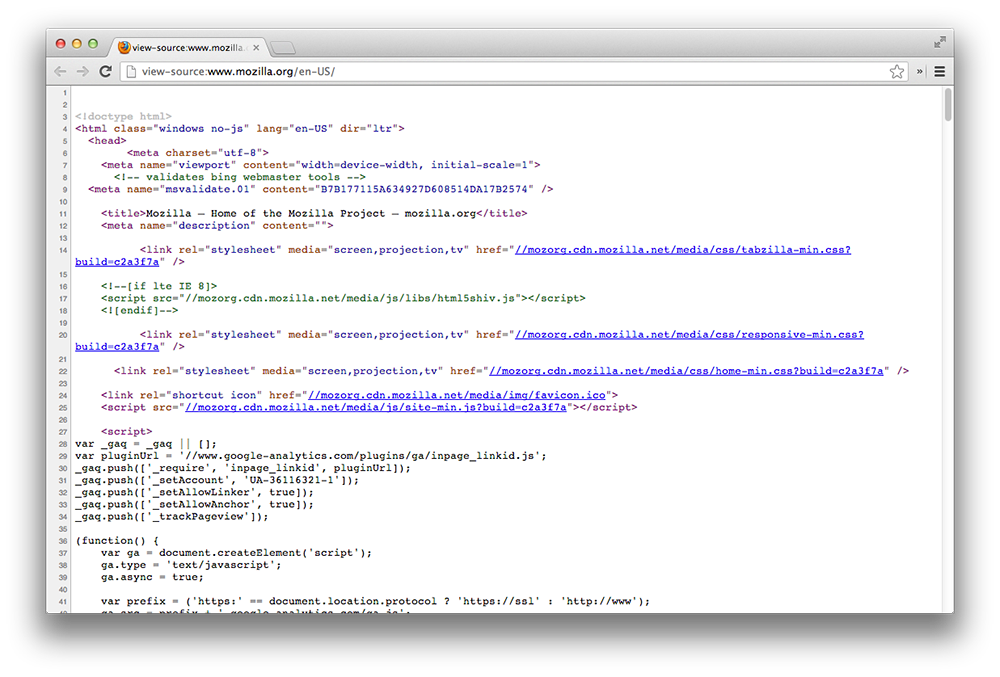 view-source:www.mozilla.
view-source:www.mozilla.org/en-US/
1
2
3 <!doctype html>
4 <html class="windows no-js" lang="en-US" dir="ltr">
5 <head>
6 <meta charset="utf-8">
7 <meta name="viewport" content="width=device-width, initial-scale=1">
8 <!-- validates bing webmaster tools -->
9 <meta name="msvalidate.01" content="B7B177115A634927D608514DA17B2574" />
10
11 <title>Mozilla — Home of the Mozilla Project — mozilla.org</title>
12 <meta name="description" content="">
13
14 <link rel="stylesheet" media="screen,projection,tv" href="//mozorg.cdn.mozilla.net/media/css/tabzilla-min.css?
build=c2a3f7a" />
15
16 <!--[if lte IE 8]>
17 <script src="//mozorg.cdn.mozilla.net/media/js/libs/html5shiv.js"></script>
18 <![endif]-->
19
20 <link rel="stylesheet" media="screen,projection,tv" href="//mozorg.cdn.mozilla.net/media/css/responsive-min.css?
build=c2a3f7a" />
21
22 <link rel="stylesheet" media="screen,projection,tv" href="//mozorg.cdn.mozilla.net/media/css/home-min.css?build=c2a3f7a" />
23
24 <link rel="shortcut icon" href="//mozorg.cdn.mozilla.net/media/img/favicon.ico">
25 <script src="//mozorg.cdn.mozilla.net/media/js/site-min.js?build=c2a3f7a"></script>
26
27 <script>
28 var _gaq = _gaq || [];
29 var pluginUrl = '//www.google-analytics.com/plugins/ga/inpage_linkid.js';
30 _gaq.push(['_require', 'inpage_linkid', pluginUrl]);
31 _gaq.push(['_setAccount', 'UA-36116321-1']);
32 _gaq.push(['_setAllowLinker', true]);
33 _gaq.push(['_setAllowAnchor', true]);
34 _gaq.push(['_trackPageview']);
35
36 (function() {
37 var ga = document.createElement('script');
38 ga.type = 'text/javascript';
39 ga.async = true;
40
41 var prefix = ('https:' == document.location.protocol ? 'https://ssl' : 'http://www');
42 ga.src = prefix + '.google-analytics.com/ga.js';